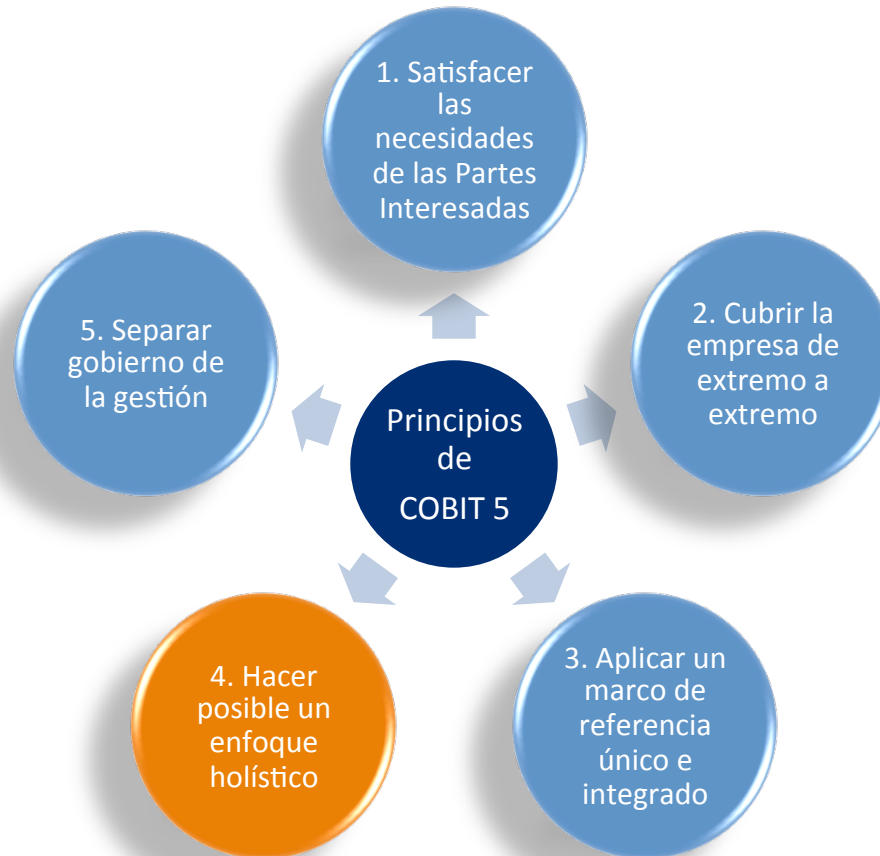 1. Satisfacer
las
necesidades
de las Partes
Interesadas
2. Cubrir la
empresa de
extremo a
extremo
3. Aplicar un
marco de
referencia
único e
integrado
4. Hacer
posible un
enfoque
holístico
5. Separar
gobierno de
la gestión
Principios
de
COBIT 5